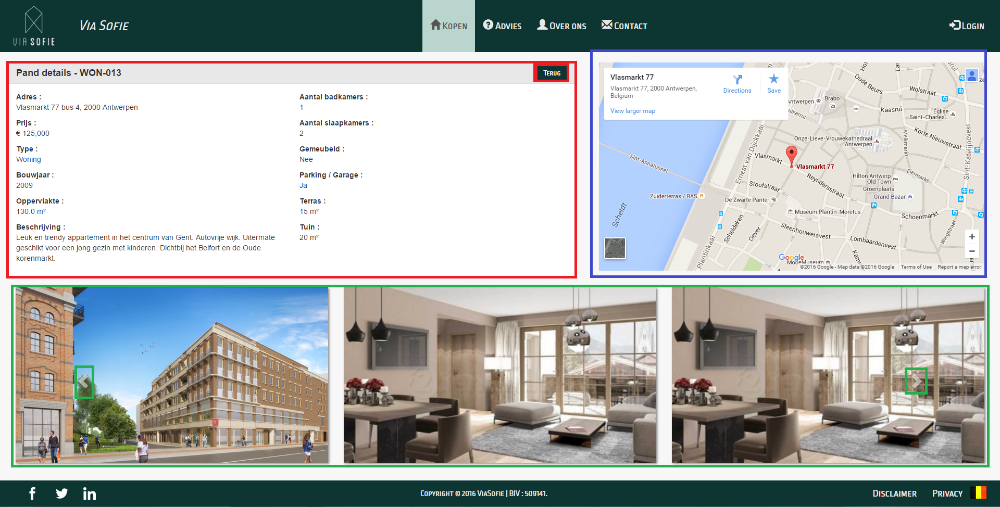 VIA SOFIE
Via Sofie
Kopen
Advies
Over ons
Contact
Login
Pand details - WON-013
Terug
Adres :
Vlasmarkt 77 bus 4, 2000 Antwerpen
Prijs :
€ 125,000
Type :
Woning
Bouwjaar :
2009
Oppervlakte :
130.0 m²
Beschrijving :
Leuk en trendy appartement in het centrum van Gent. Autovrije wijk. Uitermate
geschikt voor een jong gezin met kinderen. Dichtbij het Belfort en de Oude
korenmarkt.
Aantal badkamers :
1
Aantal slaapkamers :
2
Gemeubeld :
Nee
Parking / Garage :
Ja
Terras :
15 m²
Tuin :
20 m²
Vlasmarkt 77
Vlasmarkt 77, 2000 Antwerpen,
Belgium
View larger map
Directions
Save
Oude Beurs
Wolstraat
Antwerpen
Brabo
Kaasrui
Suikerrui
Église
Saint-Charles...
Onze-Lieve-Vrouwekathedraal
Antwerpen
Melkmarkt
Korte Nieuwstraat
Sint-Katelijnevest
Ernest van Dijckkaai
Sint-Annatunnel
Vlasmarkt
Vlasmarkt 77
Reyndersstraat
Eiermarkt
Hilton Antwerp
Old Town
Groenplaats
Grand Bazar
Stoofstraat
Zuiderterras / RAS
De Zwarte Panter
Museum Plantin-Moretus
Schoenmarkt
Scheldt
Scheldeken
Oever
Steenhouwersvest
Lombaardenvest
Wiegstraat
Plantinkaai
Kamm
Google
ModeMuseum
©2016 Google - Map data ©2016 Google
Terms of Use
Report a map error
+
−
T
Copyright © 2016 ViaSofie | BIV : 509141.
Disclaimer
Privacy